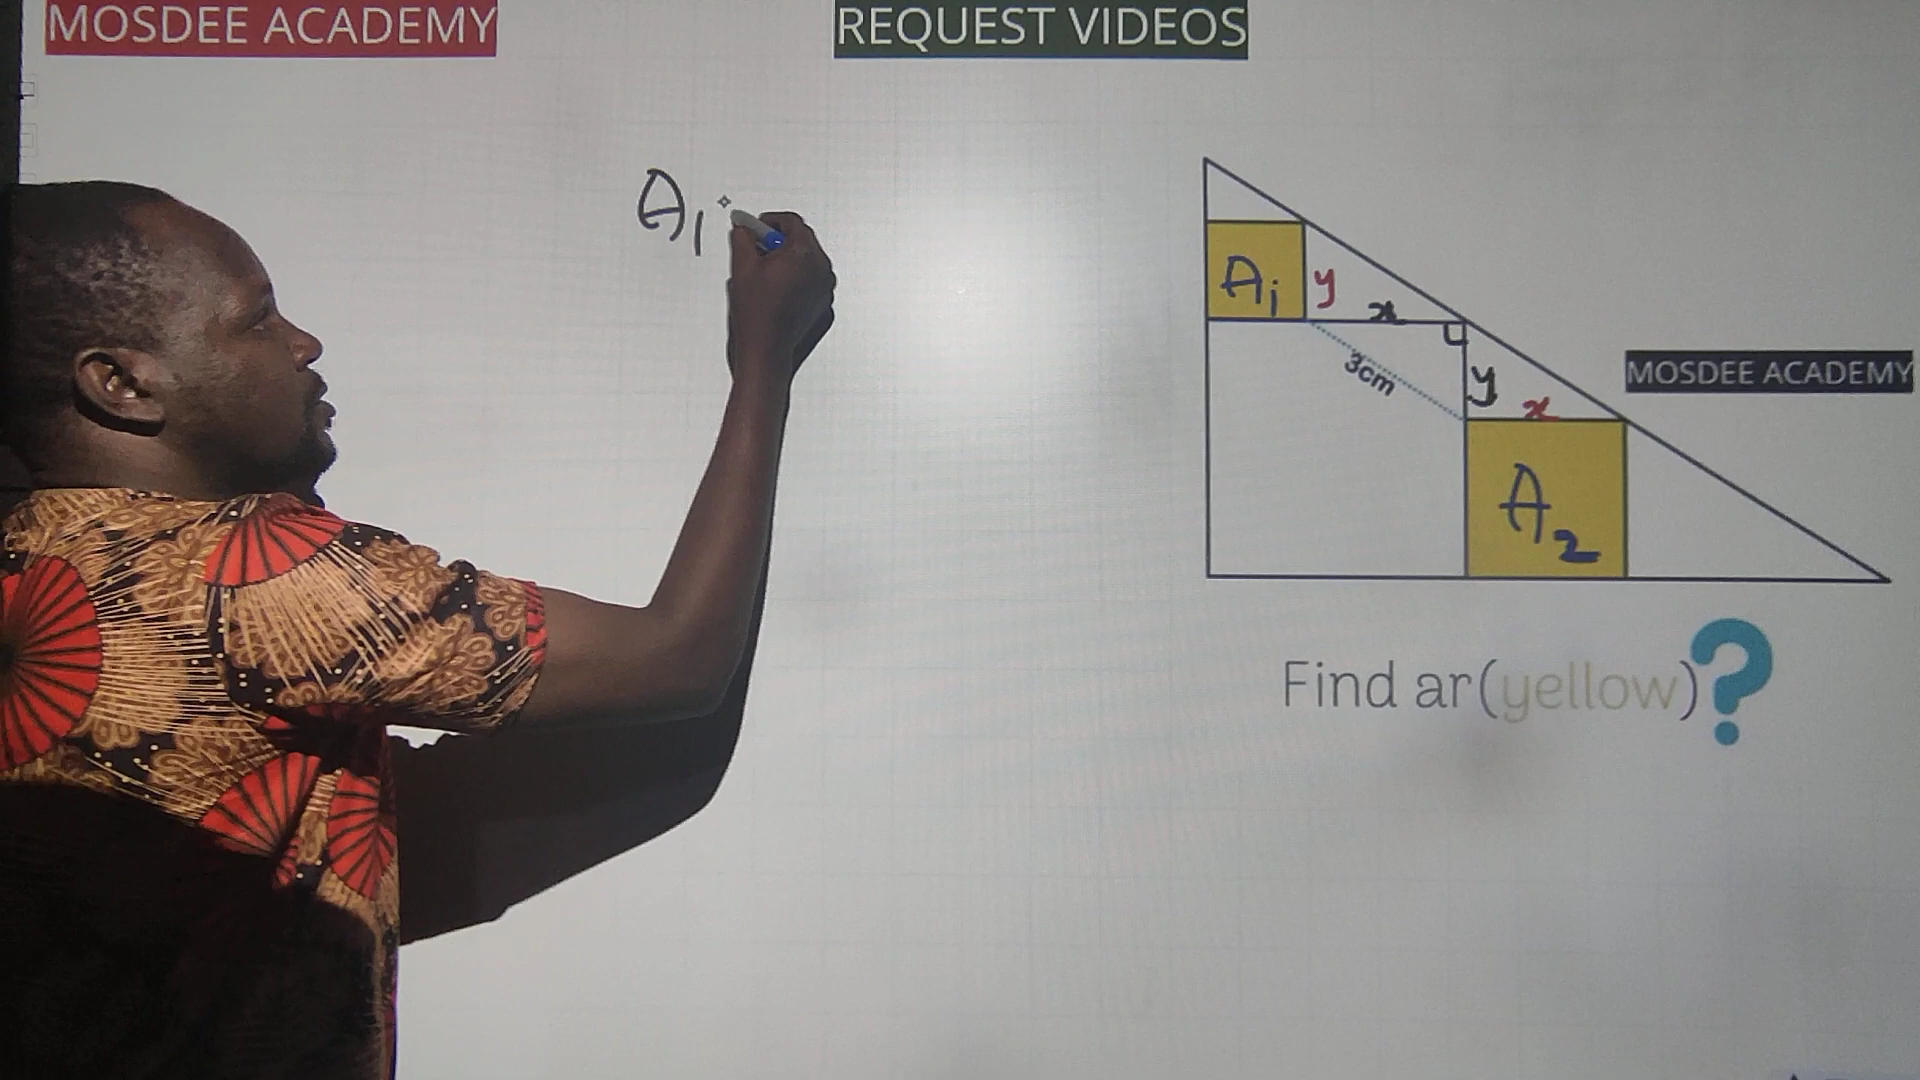 MOSDEE ACADEMY
REQUEST VIDEOS
A1
A1
y
x
3cm
y
x
MOSDEE ACADEMY
A2
Find ar(yellow)?